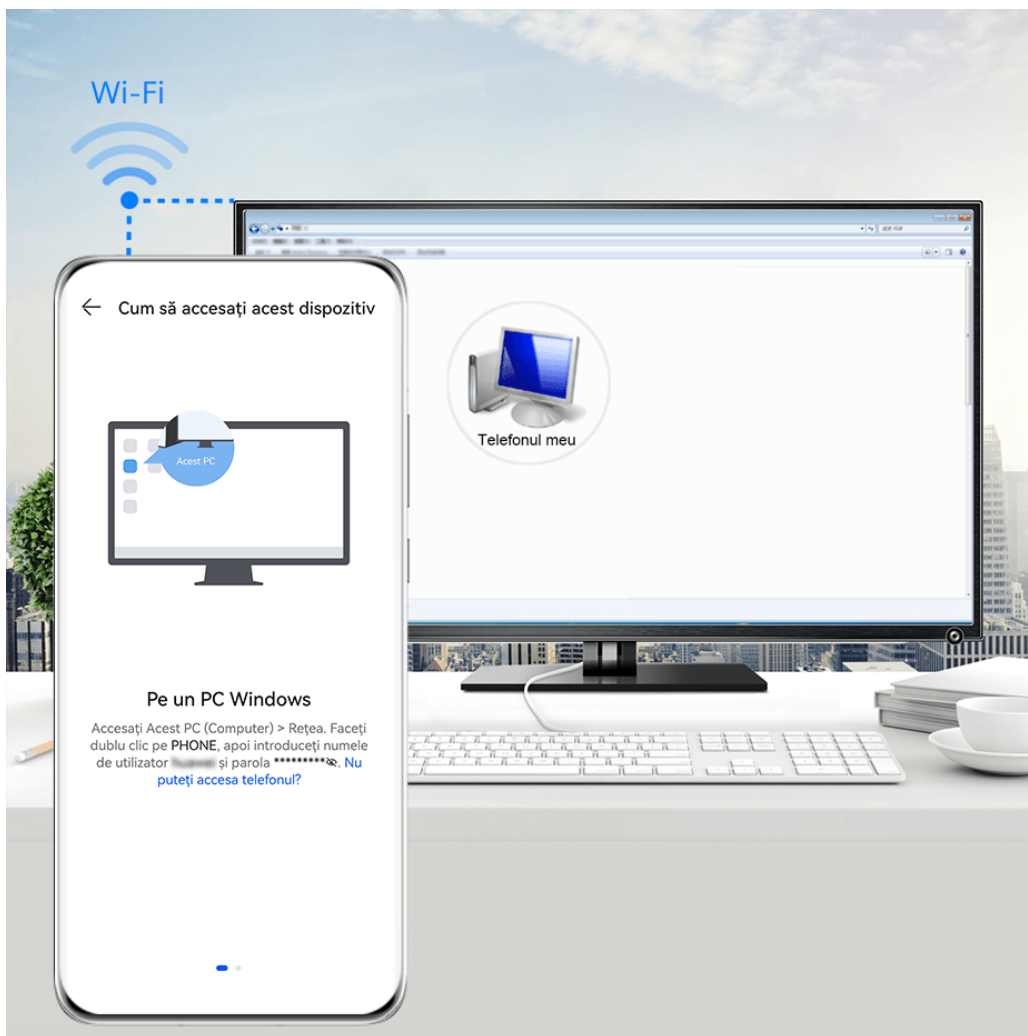 Wi-Fi
Cum să accesați acest dispozitiv
Acest PC
Telefonul meu
Pe un PC Windows
Accesați Acest PC (Computer) > Rețea. Faceți
dublu clic pe PHONE, apoi introduceți numele
de utilizator și parola *********. Nu
puteți accesa telefonul?